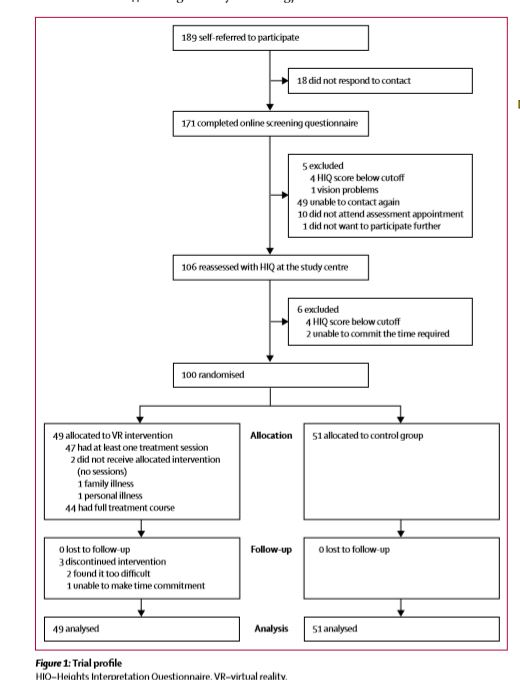 189 self-referred to participate
18 did not respond to contact
171 completed online screening questionnaire
5 excluded
4 HIQ score below cutoff
1 vision problems
49 unable to contact again
10 did not attend assessment appointment
1 did not want to participate further
106 reassessed with HIQ at the study centre
6 excluded
4 HIQ score below cutoff
2 unable to commit the time required
100 randomised
49 allocated to VR intervention
47 had at least one treatment session
2 did not receive allocated intervention
(no sessions)
1 family illness
1 personal illness
44 had full treatment course
Allocation
51 allocated to control group
0 lost to follow-up
3 discontinued intervention
2 found it too difficult
1 unable to make time commitment
Follow-up
0 lost to follow-up
49 analysed
Analysis
51 analysed
Figure 1: Trial profile
HIQ=Heights Interpretation Questionnaire. VR=virtual reality.